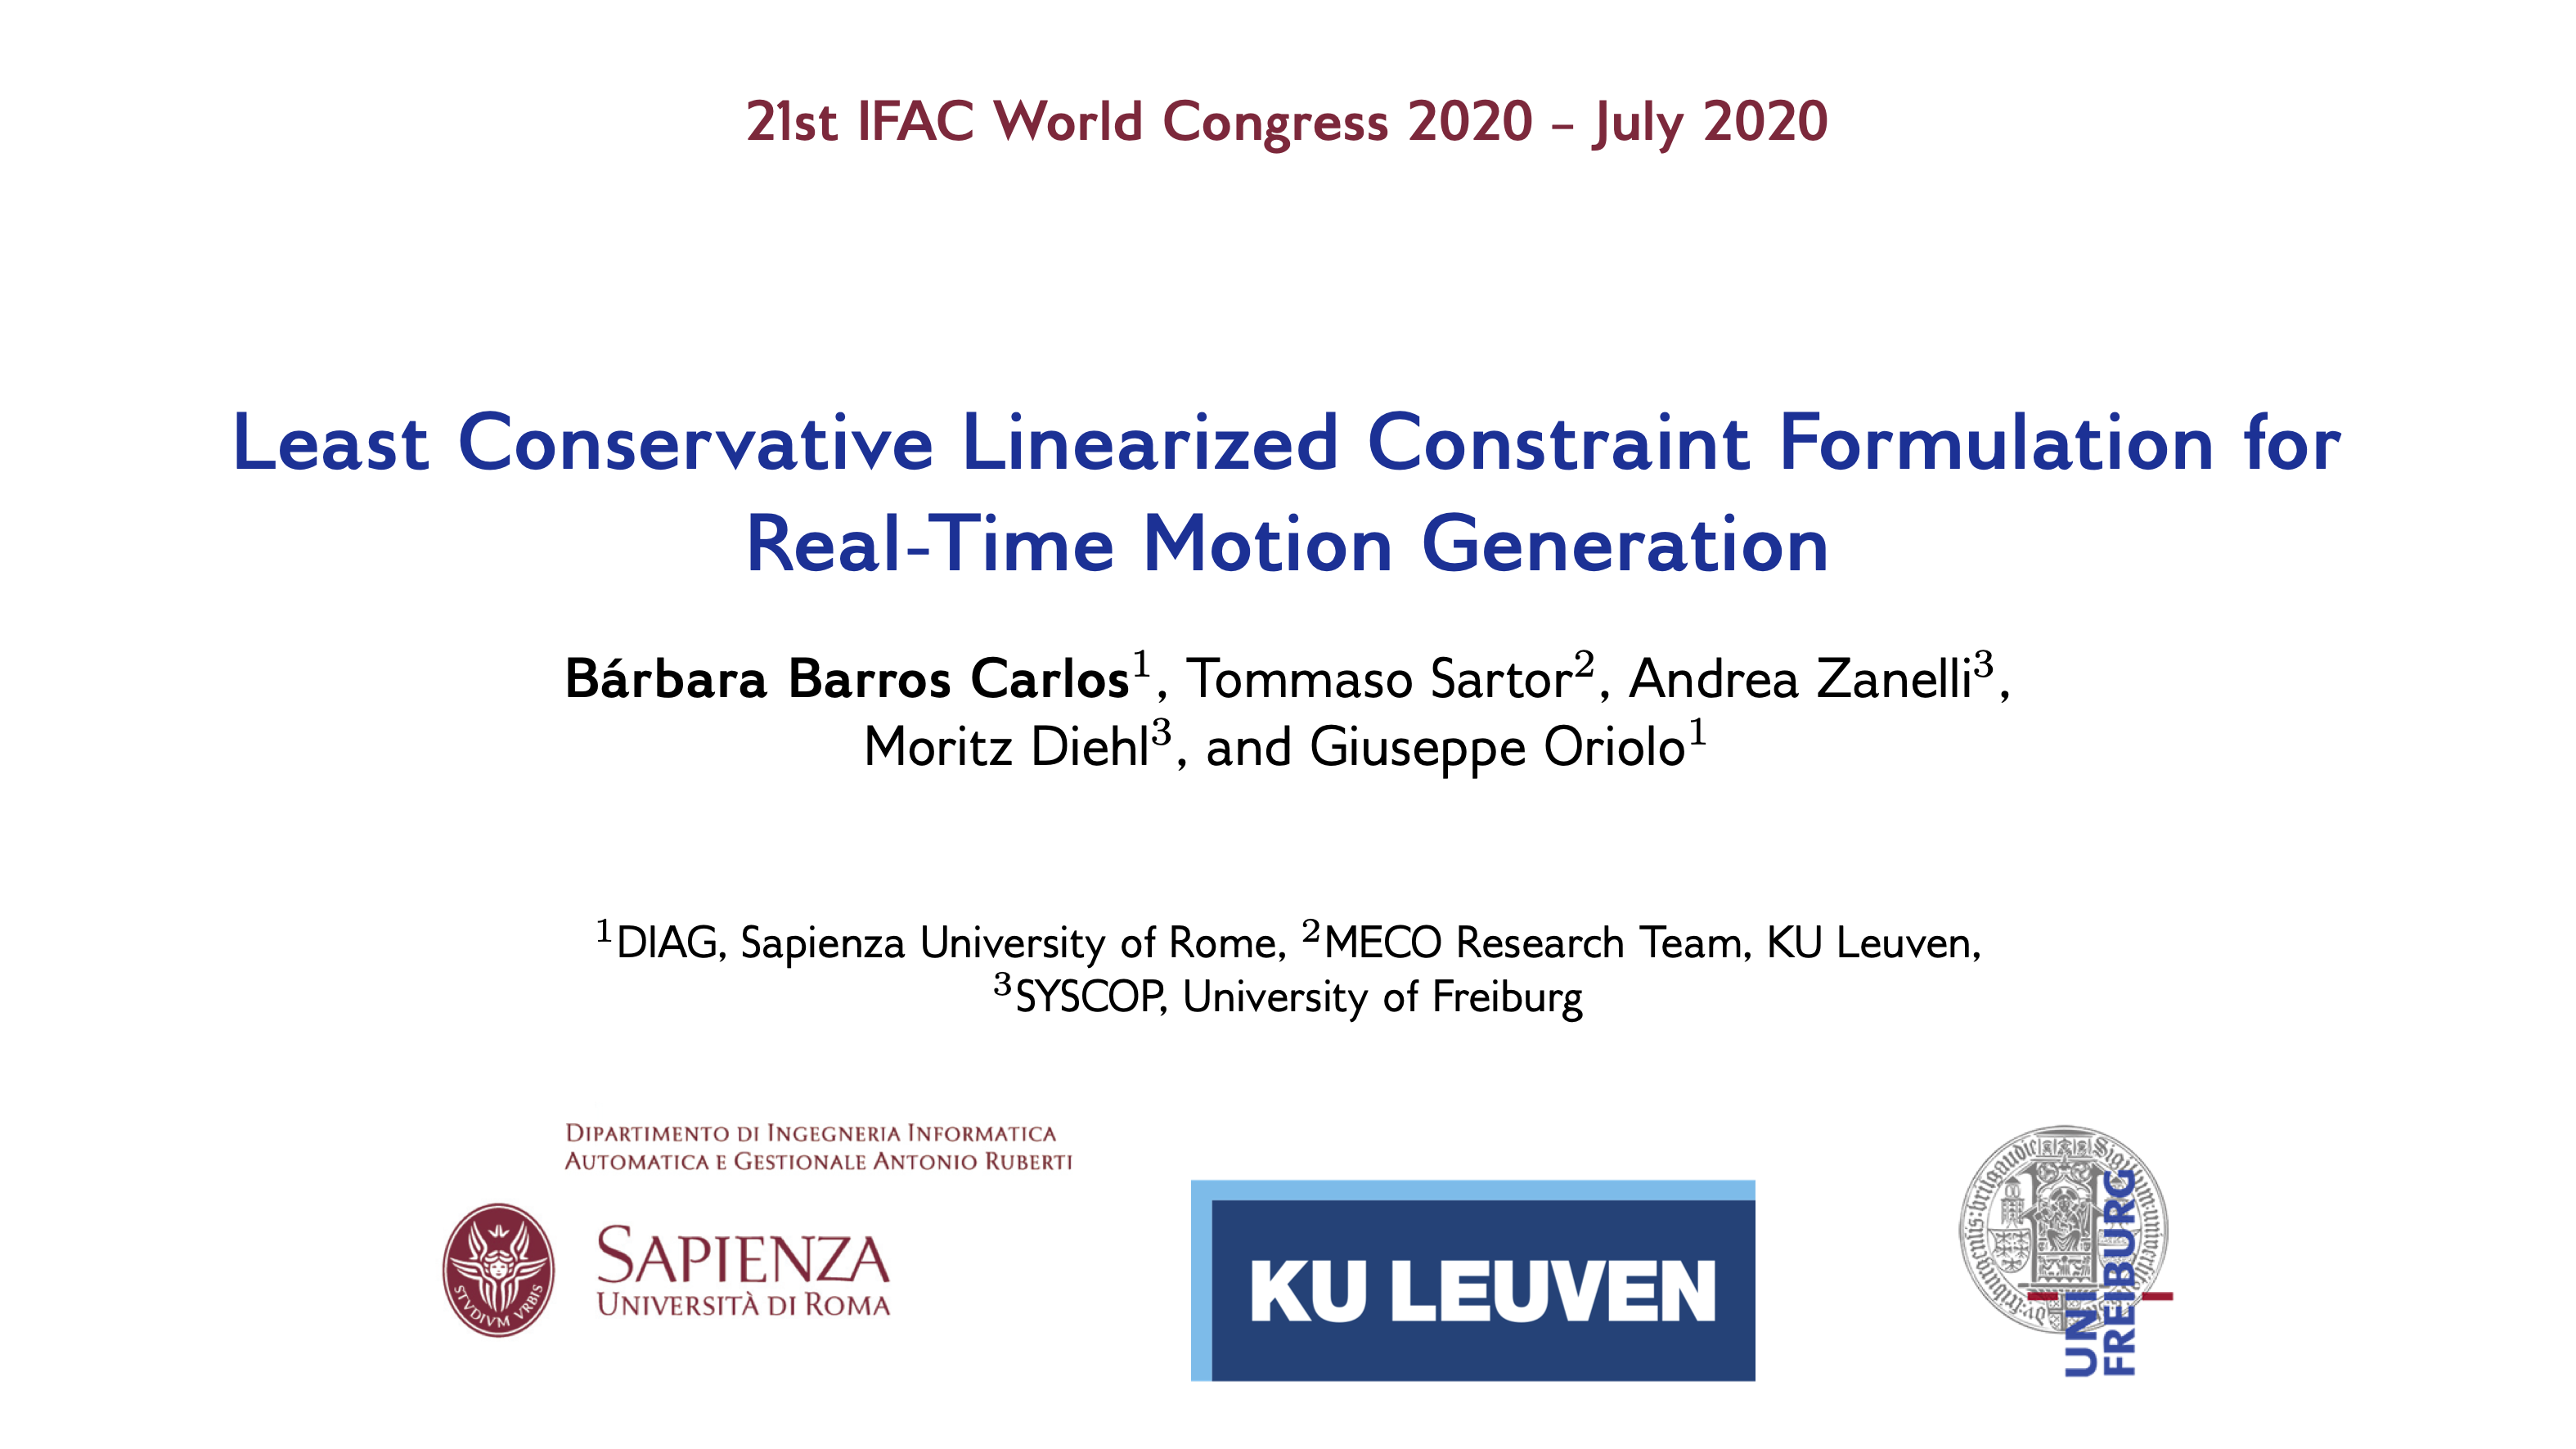 21st IFAC World Congress 2020 – July 2020
Least Conservative Linearized Constraint Formulation for
Real-Time Motion Generation
Bárbara Barros Carlos¹, Tommaso Sartor², Andrea Zanelli³,
Moritz Diehl³, and Giuseppe Oriolo¹
¹DIAG, Sapienza University of Rome, ²MECO Research Team, KU Leuven,
³SYSCOP, University of Freiburg
DIPARTIMENTO DI INGEGNERIA INFORMATICA
AUTOMATICA E GESTIONALE ANTONIO RUBERTI
STVDIVM VRBIS
SAPIENZA
UNIVERSITÀ DI ROMA
KU LEUVEN
UNI
FREIBURG